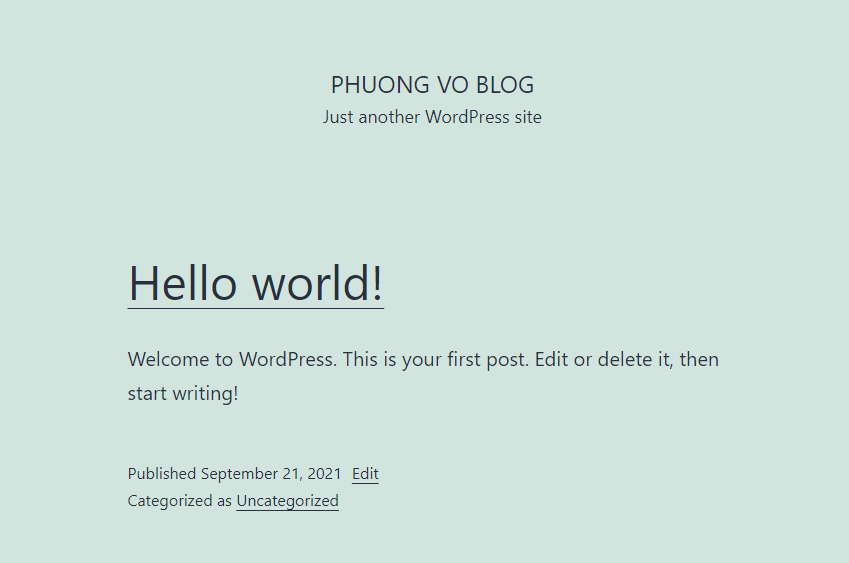 PHUONG VO BLOG
Just another WordPress site
Hello world!
Welcome to WordPress. This is your first post. Edit or delete it, then
start writing!
Published September 21, 2021 Edit
Categorized as Uncategorized